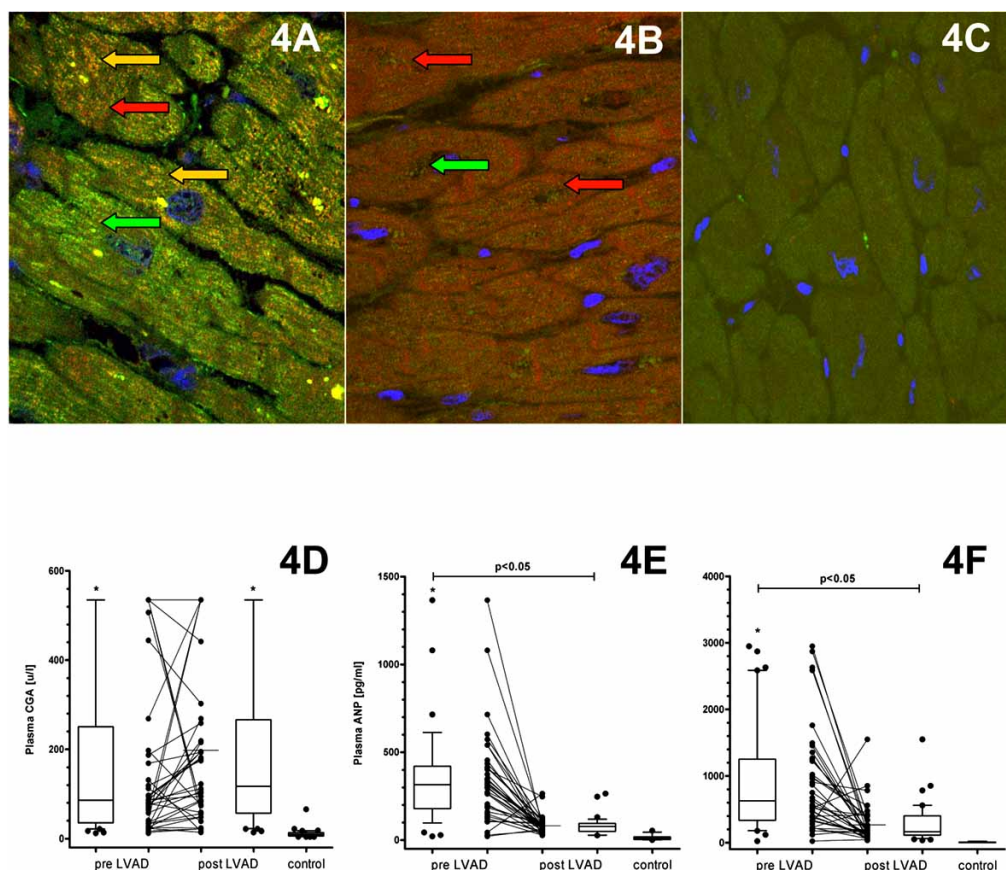 4A
4B
4C
4D
Plasma CGA [u/l]
600
400
200
0
*
*
pre LVAD post LVAD control
4E
Plasma ANP [pg/ml]
p<0.05
1500
1000
500
0
*
pre LVAD post LVAD control
4F
p<0.05
4000
3000
2000
1000
0
*
pre LVAD post LVAD control